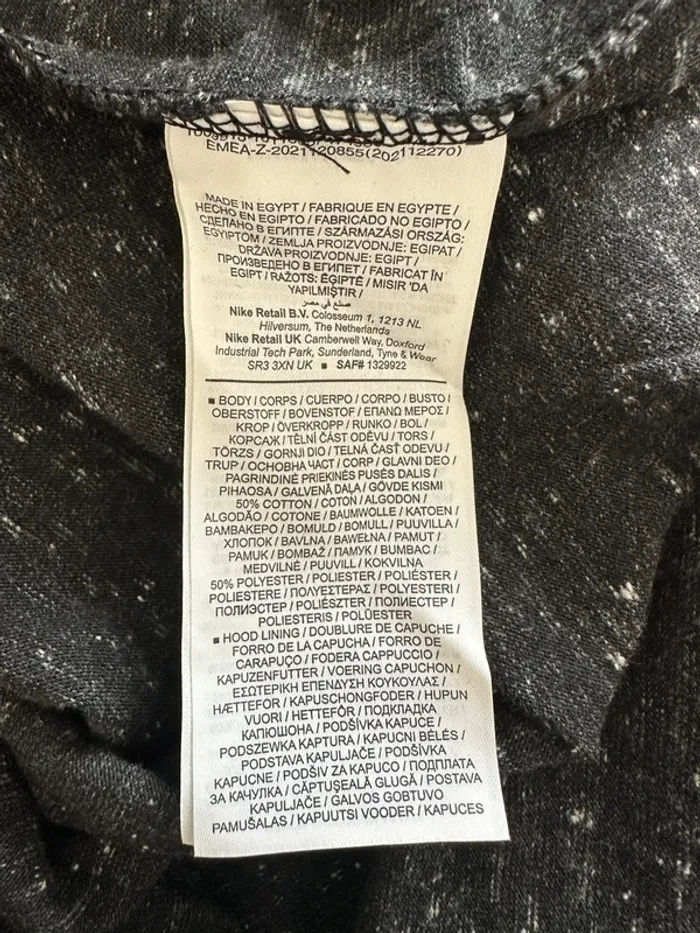 EMEA-Z-2021120855(202112270)
MADE IN EGYPT / FABRIQUE EN EGYPTE /
HECHO EN EGIPTO / FABRICADO NO EGIPTO /
СДЕЛАНО В ЕГИПТЕ / SZÁRMAZÁSI ORSZÁG:
EGYIPTOM / ZEMLJA PROIZVODNJE: EGIPAT /
DRŽAVA PROIZVODNJE: EGIPT /
ПРОИЗВЕДЕНО В ЕГИПЕТ / FABRICAT ÎN
EGIPT / RAŽOTS: ĒĢIPTĒ / MISIR 'DA
YAPILMIŞTIR /
صنع في مصر
Nike Retail B.V. Colosseum 1, 1213 NL
Hilversum, The Netherlands
Nike Retail UK Camberwell Way, Doxford
Industrial Tech Park, Sunderland, Tyne & Wear
SR3 3XN UK ■ SAF# 1329922
■ BODY / CORPS / CUERPO / CORPO / BUSTO /
OBERSTOFF / BOVENSTOF / ΕΠΑΝΩ ΜΕΡΟΣ /
KROP / ÖVERKROPP / RUNKO / BOL /
КОРСАЖ / TĚLNÍ ČÁST ODĚVU / TORS /
TÖRZS / GORNJI DIO / TELNÁ ČASŤ ODEVU /
TRUP / ОСНОВНА ЧАСТ / CORP / GLAVNI DEO /
PAGRINDINĖ PRIEKINĖS PUSĖS DALIS /
PIHAOSA / GALVENĀ DAĻA / GÖVDE KISMI
50% COTTON / COTON / ALGODON /
ALGODÃO / COTONE / BAUMWOLLE / KATOEN /
ΒΑΜΒΑΚΕΡΟ / BOMULD / BOMULL / PUUVILLA /
ХЛОПОК / BAVLNA / BAWEŁNA / PAMUT /
PAMUK / BOMBAŽ / ПАМУК / BUMBAC /
MEDVILNĖ / PUUVILL / KOKVILNA
50% POLYESTER / POLIESTER / POLIÉSTER /
POLIESTERE / ΠΟΛΥΕΣΤΕΡΑΣ / POLYESTERI /
ПОЛИЭСТЕР / POLIÉSZTER / ПОЛИЕСТЕР /
POLIESTERIS / POLÜESTER
■ HOOD LINING / DOUBLURE DE CAPUCHE /
FORRO DE LA CAPUCHA / FORRO DE
CARAPUÇO / FODERA CAPPUCCIO /
KAPUZENFUTTER / VOERING CAPUCHON /
ΕΣΩΤΕΡΙΚΗ ΕΠΕΝΔΥΣΗ ΚΟΥΚΟΥΛΑΣ /
HÆTTEFOR / KAPUSCHONGFODER / HUPUN
VUORI / HETTEFÔR / ПОДКЛАДКА
КАПЮШОНА / PODŠÍVKA KAPUCE /
PODSZEWKA KAPTURA / KAPUCNI BÉLÉS /
PODSTAVA KAPULJAČE / PODŠÍVKA
KAPUCNE / PODŠIV ZA KAPUCO / ПОДПЛАТА
ЗА КАЧУЛКА / CĂPTUȘEALĂ GLUGĂ / POSTAVA
KAPULJAČE / GALVOS GOBTUVO
PAMUŠALAS / KAPUUTSI VOODER / KAPUCES